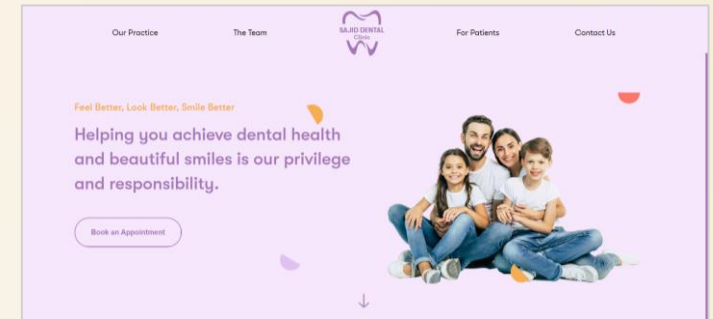 Our Practice
The Team
SAJID DENTAL
Clinic
For Patients
Contact Us
Feel Better, Look Better, Smile Better
Helping you achieve dental health
and beautiful smiles is our privilege
and responsibility.
Book an Appointment